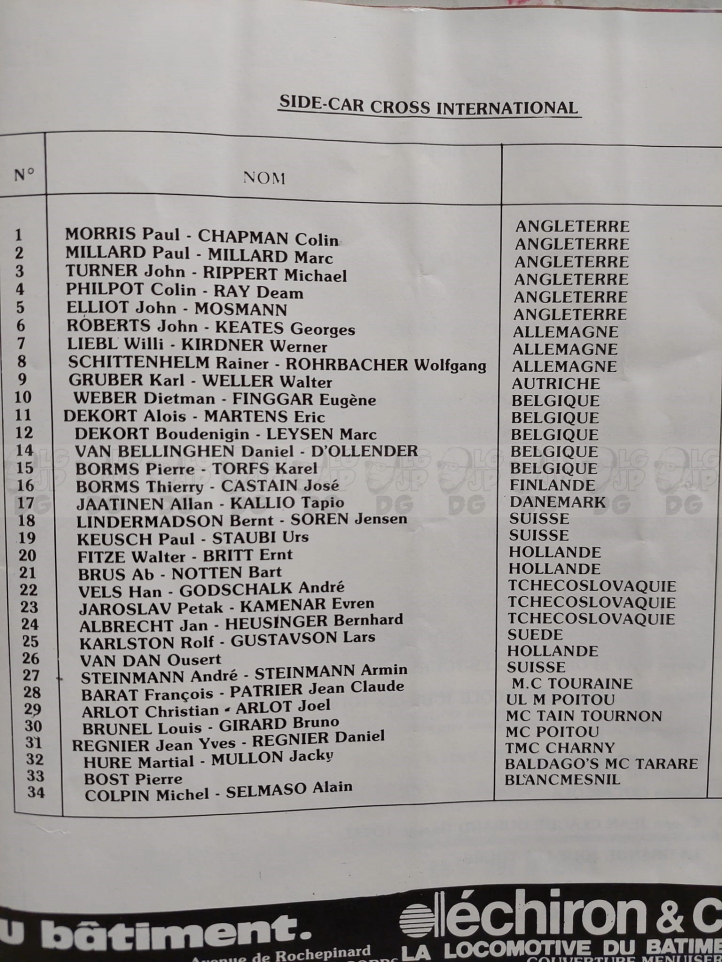 SIDE-CAR CROSS INTERNATIONAL
N° NOM
1 MORRIS Paul - CHAPMAN Colin ANGLETERRE
2 MILLARD Paul - MILLARD Marc ANGLETERRE
3 TURNER John - RIPPERT Michael ANGLETERRE
4 PHILPOT Colin - RAY Deam ANGLETERRE
5 ELLIOT John - MOSMANN ANGLETERRE
6 ROBERTS John - KEATES Georges ANGLETERRE
7 LIEBL Willi - KIRDNER Werner ALLEMAGNE
8 SCHITTENHELM Rainer - ROHRBACHER Wolfgang ALLEMAGNE
9 GRUBER Karl - WELLER Walter ALLEMAGNE
10 WEBER Dietman - FINGGAR Eugène AUTRICHE
11 DEKORT Alois - MARTENS Eric BELGIQUE
12 DEKORT Boudenigin - LEYSEN Marc BELGIQUE
14 VAN BELLINGHEN Daniel - D'OLLENDER BELGIQUE
15 BORMS Pierre - TORFS Karel BELGIQUE
16 BORMS Thierry - CASTAIN José BELGIQUE
17 JAATINEN Allan - KALLIO Tapio FINLANDE
18 LINDERMADSON Bernt - SOREN Jensen DANEMARK
19 KEUSCH Paul - STAUBI Urs SUISSE
20 FITZE Walter - BRITT Ernt SUISSE
21 BRUS Ab - NOTTEN Bart HOLLANDE
22 VELS Han - GODSCHALK André HOLLANDE
23 JAROSLAV Petak - KAMENAR Evren TCHECOSLOVAQUIE
24 ALBRECHT Jan - HEUSINGER Bernhard TCHECOSLOVAQUIE
TCHECOSLOVAQUIE
25 KARLSTON Rolf - GUSTAVSON Lars SUEDE
26 VAN DAN Ousert HOLLANDE
27 STEINMANN André - STEINMANN Armin SUISSE
28 BARAT François - PATRIER Jean Claude M.C TOURAINE
29 ARLOT Christian - ARLOT Joel UL M POITOU
30 BRUNEL Louis - GIRARD Bruno MC TAIN TOURNON
31 REGNIER Jean Yves - REGNIER Daniel MC POITOU
32 HURE Martial - MULLON Jacky TMC CHARNY
33 BOST Pierre BALDAGO'S MC TARARE
34 COLPIN Michel - SELMASO Alain BLANCMESNIL
U bâtiment.
Avenue de Rochepinard
échiron & C
LA LOCOMOTIVE DU BATIME
COUVERTURE MENUISER